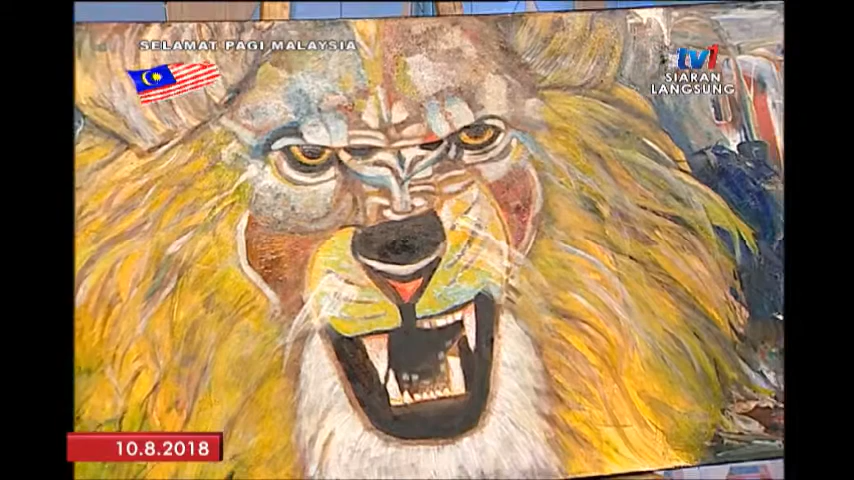 SELAMAT PAGI MALAYSIA
tv1
SIARAN
LANGSUNG
10.8.2018